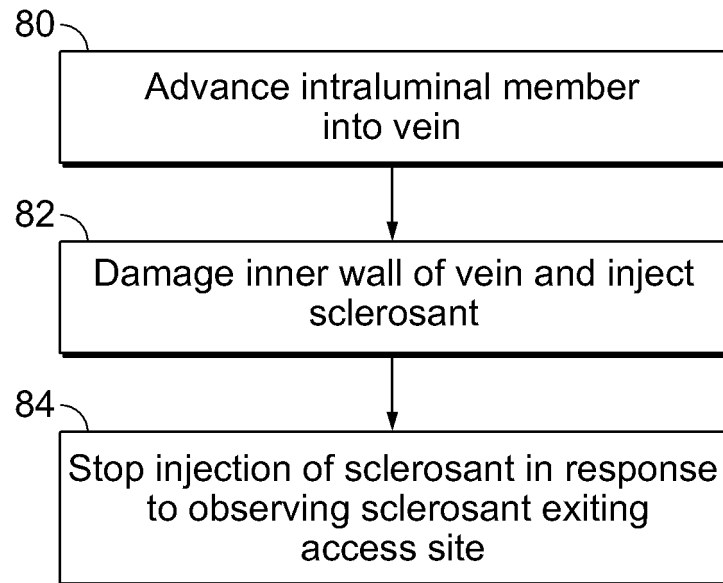 80
Advance intraluminal member
into vein
82
Damage inner wall of vein and inject
sclerosant
84
Stop injection of sclerosant in response
to observing sclerosant exiting
access site